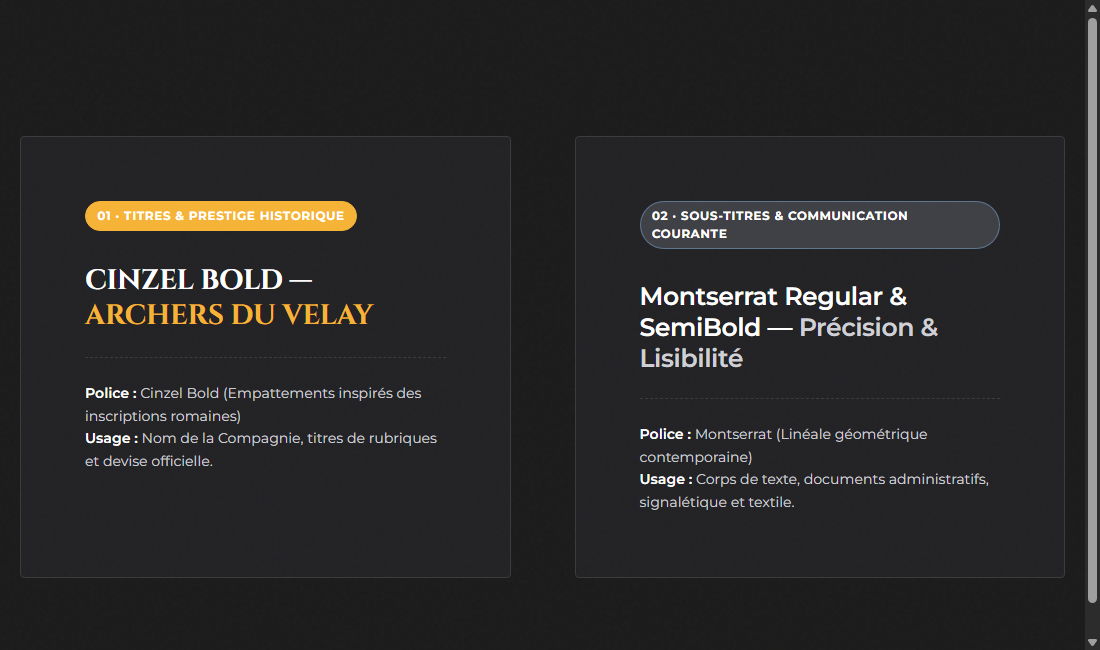 01 · TITRES & PRESTIGE HISTORIQUE
CINZEL BOLD —
ARCHERS DU VELAY
Police : Cinzel Bold (Empattements inspirés des
inscriptions romaines)
Usage : Nom de la Compagnie, titres de rubriques
et devise officielle.
02 · SOUS-TITRES & COMMUNICATION
COURANTE
Montserrat Regular &
SemiBold — Précision &
Lisibilité
Police : Montserrat (Linéale géométrique
contemporaine)
Usage : Corps de texte, documents administratifs,
signalétique et textile.